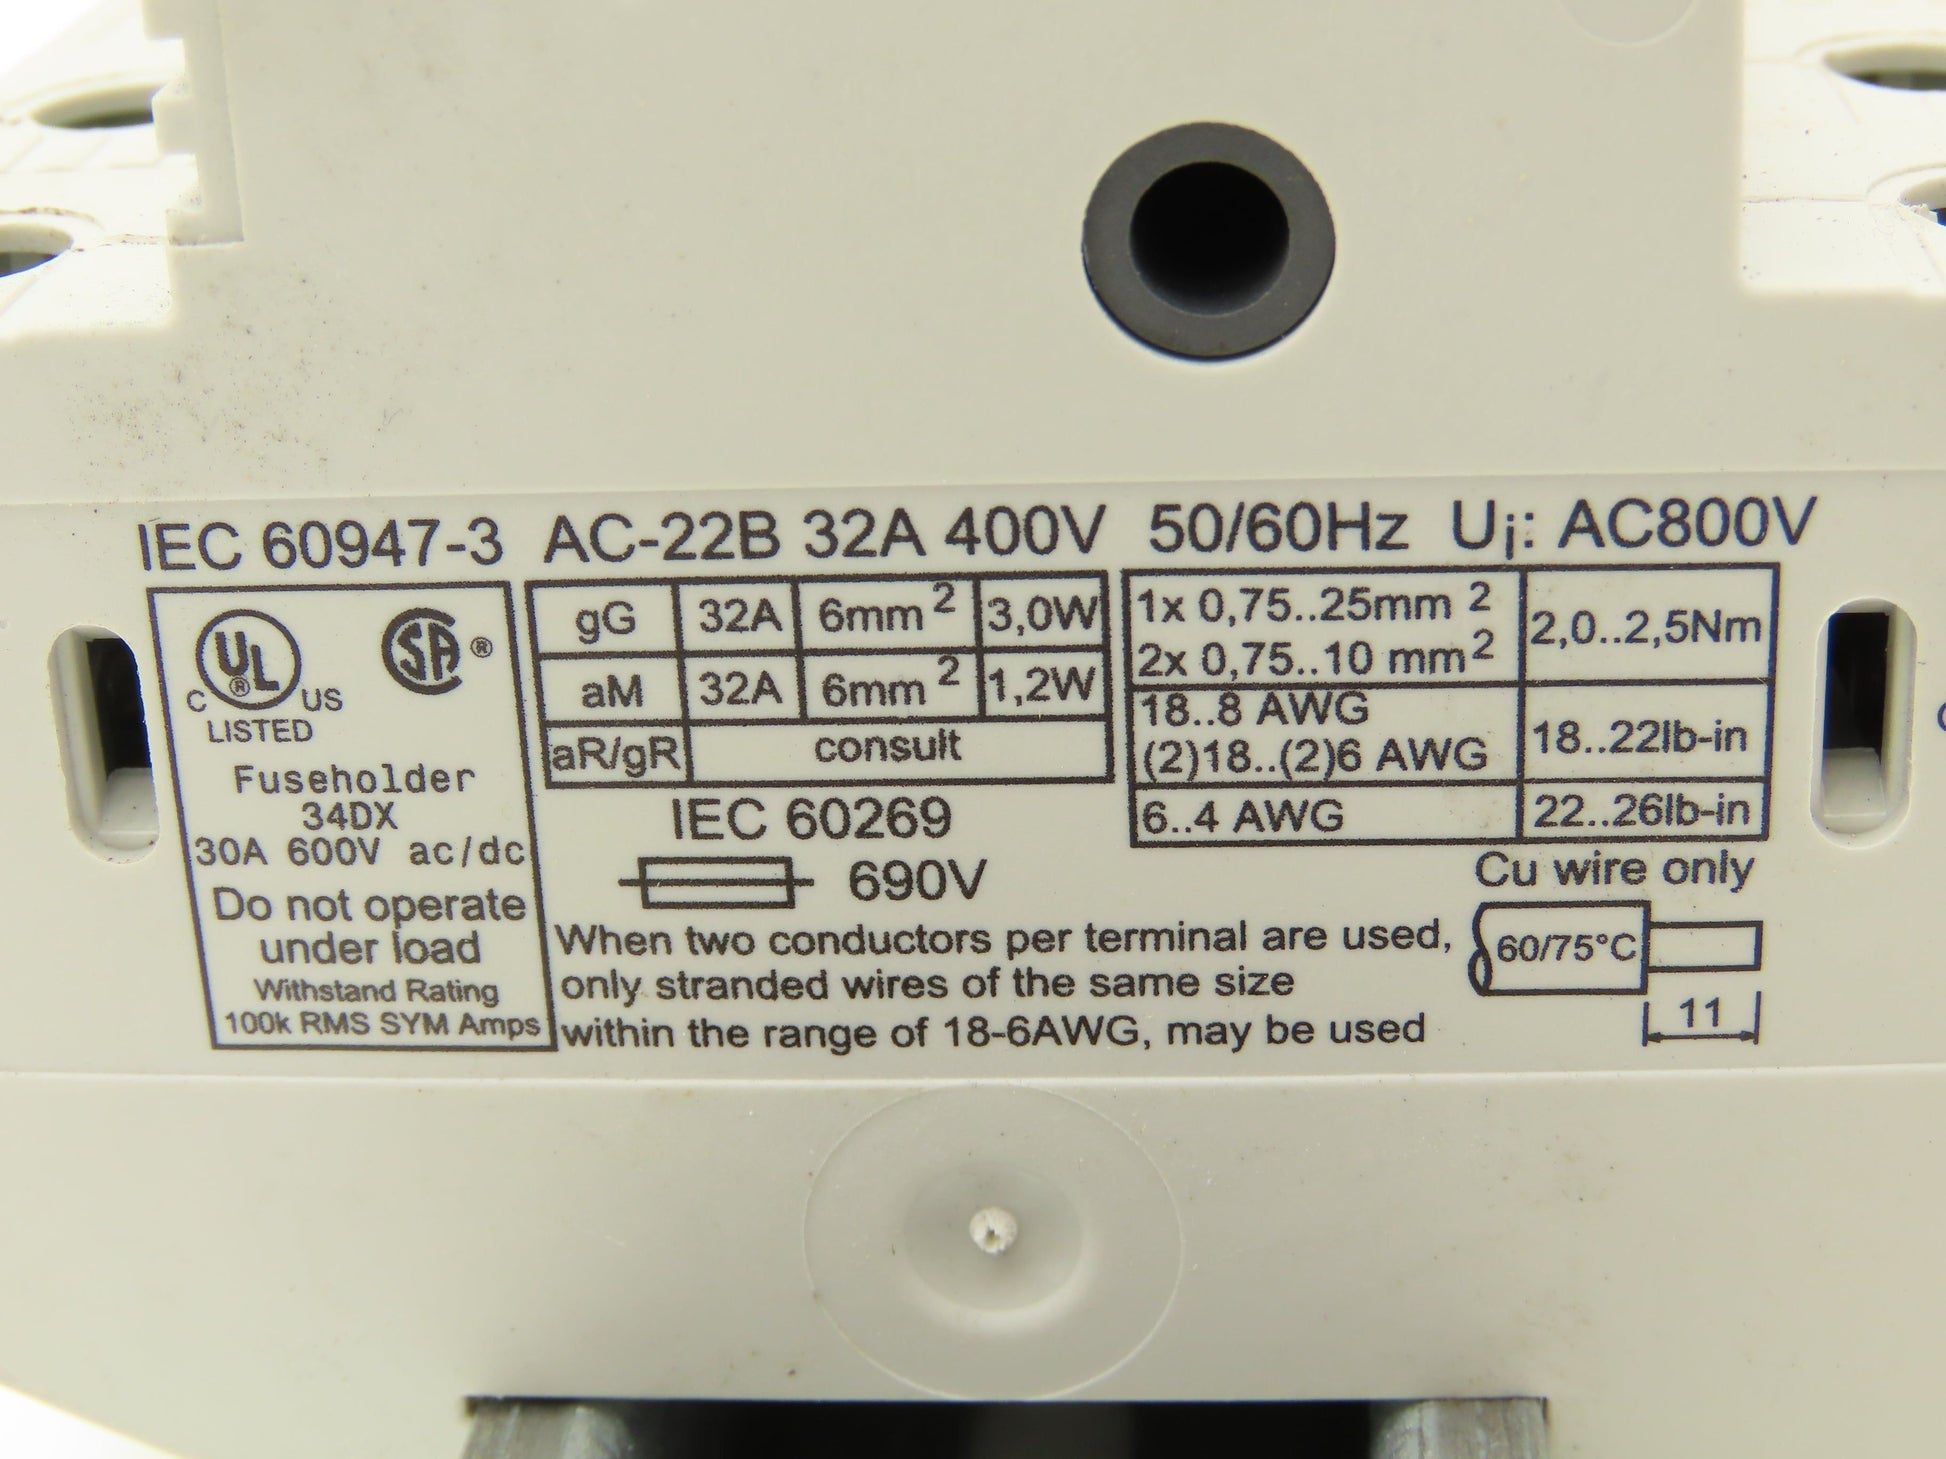 IEC 60947-3 AC-22B 32A 400V 50/60Hz Ui: AC800V
UL ®
C US
LISTED
SA ®
Fuseholder
34DX
30A 600V ac/dc
Do not operate
under load
Withstand Rating
100k RMS SYM Amps
gG 32A 6mm² 3,0W
aM 32A 6mm² 1,2W
aR/gR consult
IEC 60269
690V
When two conductors per terminal are used,
only stranded wires of the same size
within the range of 18-6AWG, may be used
1x 0,75..25mm²
2x 0,75..10 mm²
2,0..2,5Nm
18..8 AWG
(2)18..(2)6 AWG
18..22lb-in
6..4 AWG 22..26lb-in
Cu wire only
60/75°C
11